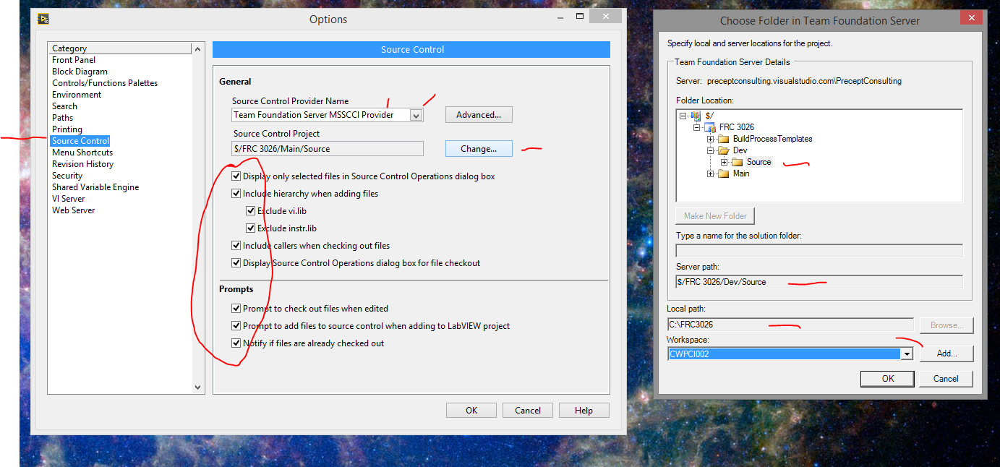 Options
Category
Front Panel
Block Diagram
Controls/Functions Palettes
Environment
Search
Paths
Printing
Source Control
Menu Shortcuts
Revision History
Security
Shared Variable Engine
VI Server
Web Server
Source Control
General
Source Control Provider Name
Team Foundation Server MSSCCI Provider
Advanced...
Source Control Project
$/FRC 3026/Main/Source
Change...
Display only selected files in Source Control Operations dialog box
Include hierarchy when adding files
Exclude vi.lib
Exclude instr.lib
Include callers when checking out files
Display Source Control Operations dialog box for file checkout
Prompts
Prompt to check out files when edited
Prompt to add files to source control when adding to LabVIEW project
Notify if files are already checked out
OK
Cancel
Help
Choose Folder in Team Foundation Server
Specify local and server locations for the project.
Team Foundation Server Details
Server: preceptconsulting.visualstudio.com\PreceptConsulting
Folder Location:
$/
FRC 3026
BuildProcessTemplates
Dev
Source
Main
Make New Folder
Type a name for the solution folder:
Server path:
$/FRC 3026/Dev/Source
Local path:
C:\FRC3026
Browse...
Workspace:
CWPCI002
Add...
OK
Cancel